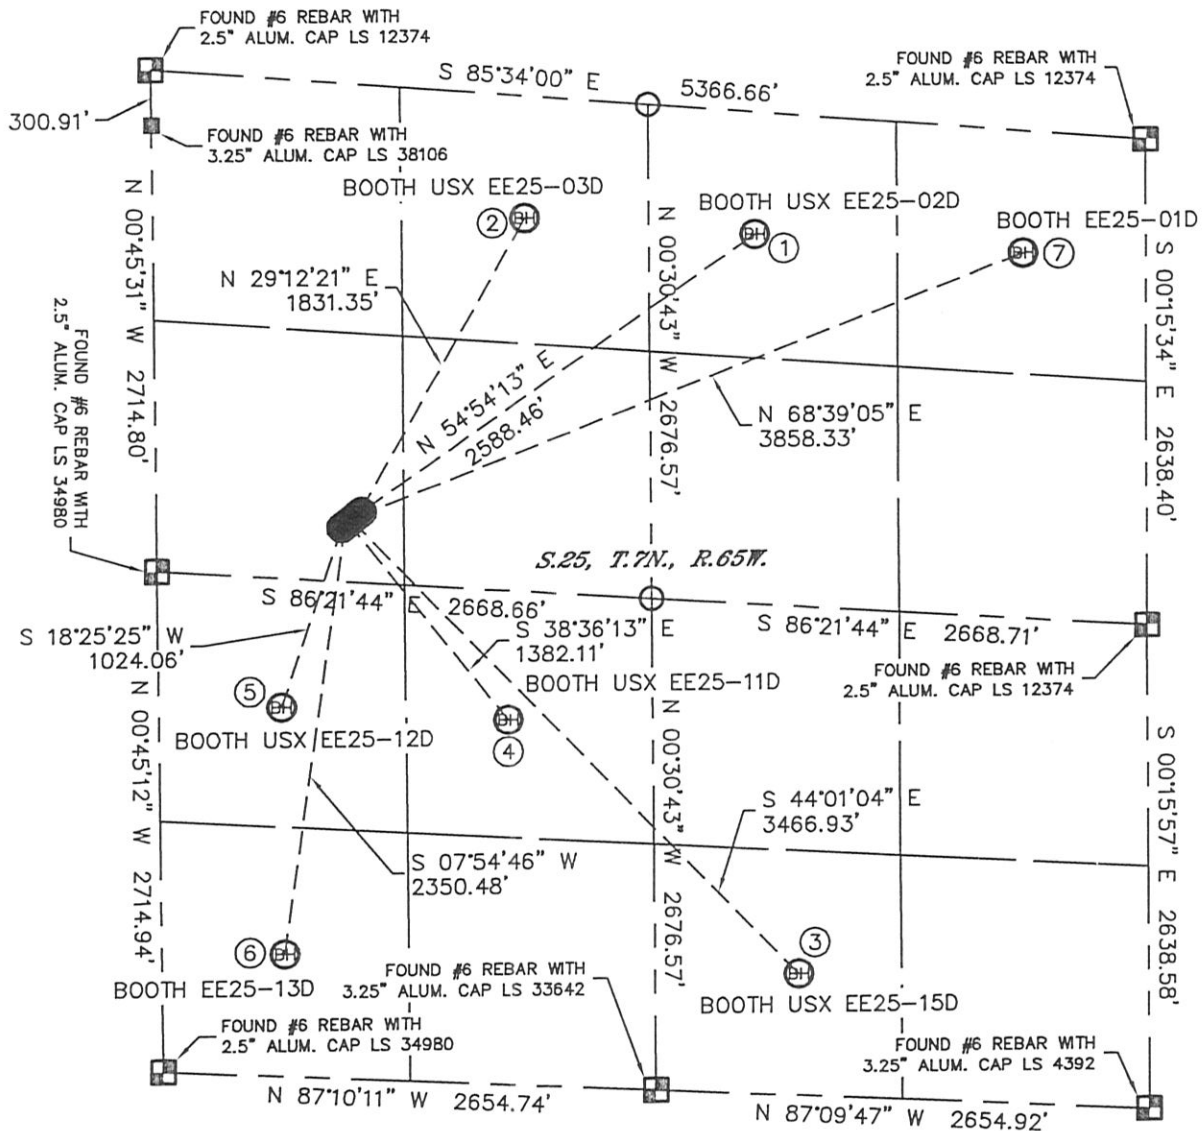 FOUND #6 REBAR WITH
2.5" ALUM. CAP LS 12374
S 85°34'00" E
5366.66'
FOUND #6 REBAR WITH
2.5" ALUM. CAP LS 12374
300.91'
FOUND #6 REBAR WITH
3.25" ALUM. CAP LS 38106
BOOTH USX EE25-03D
BH
2
BOOTH USX EE25-02D
BH
1
BOOTH EE25-01D
BH
7
N 00°45'31" W 2714.80'
N 29°12'21" E
1831.35'
N 00°30'43" W 2676.57'
S 00°15'34" E 2638.40'
FOUND #6 REBAR WITH
2.5" ALUM. CAP LS 34980
N 54°54'13" E
2588.46'
N 68°39'05" E
3858.33'
S.25, T.7N., R.65W.
S 86°21'44" E 2668.66'
S 86°21'44" E 2668.71'
S 18°25'25" W
1024.06'
S 38°36'13" E
1382.11'
FOUND #6 REBAR WITH
2.5" ALUM. CAP LS 12374
BOOTH USX EE25-11D
BH
4
5
BH
BOOTH USX EE25-12D
N 00°45'12" W 2714.94'
N 00°30'43" W 2676.57'
S 00°15'57" E 2638.58'
S 44°01'04" E
3466.93'
S 07°54'46" W
2350.48'
6
BH
BOOTH EE25-13D
3
BH
BOOTH USX EE25-15D
FOUND #6 REBAR WITH
3.25" ALUM. CAP LS 33642
FOUND #6 REBAR WITH
2.5" ALUM. CAP LS 34980
FOUND #6 REBAR WITH
3.25" ALUM. CAP LS 4392
N 87°10'11" W 2654.74'
N 87°09'47" W 2654.92'